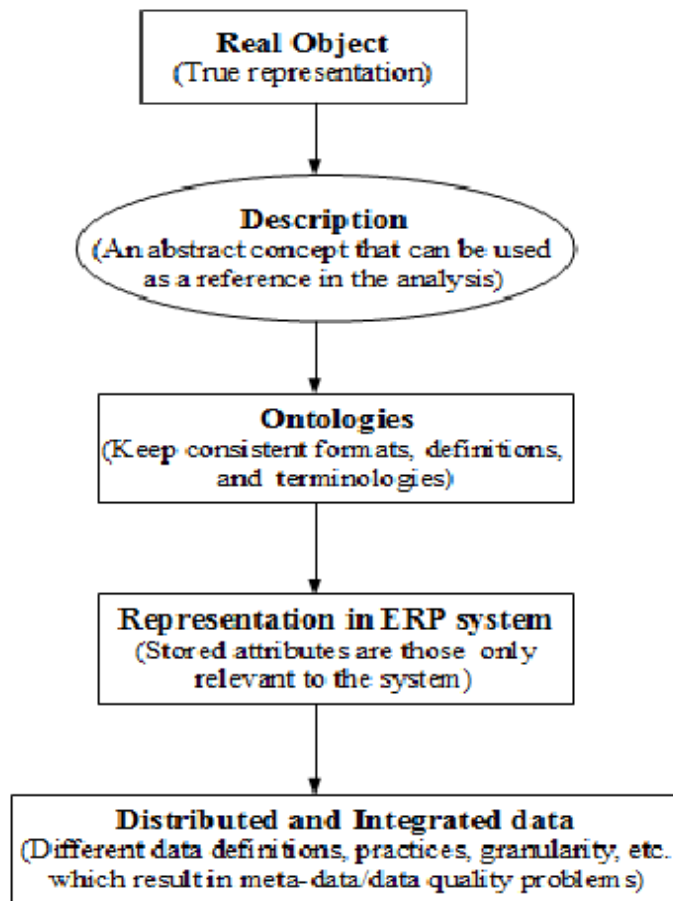 Real Object
(True representation)
Description
(An abstract concept that can be used
as a reference in the analysis)
Ontologies
(Keep consistent formats, definitions,
and terminologies)
Representation in ERP system
(Stored attributes are those only
relevant to the system)
Distributed and Integrated data
(Different data definitions, practices, granularity, etc..
which result in meta-data/data quality problems)